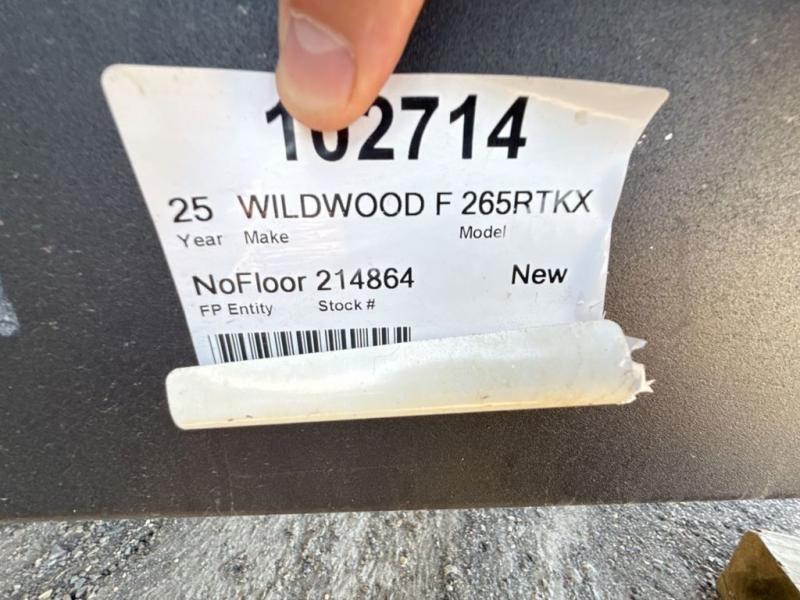 102714
25 WILDWOOD F 265RTKX
Year Make Model
NoFloor 214864 New
FP Entity Stock #